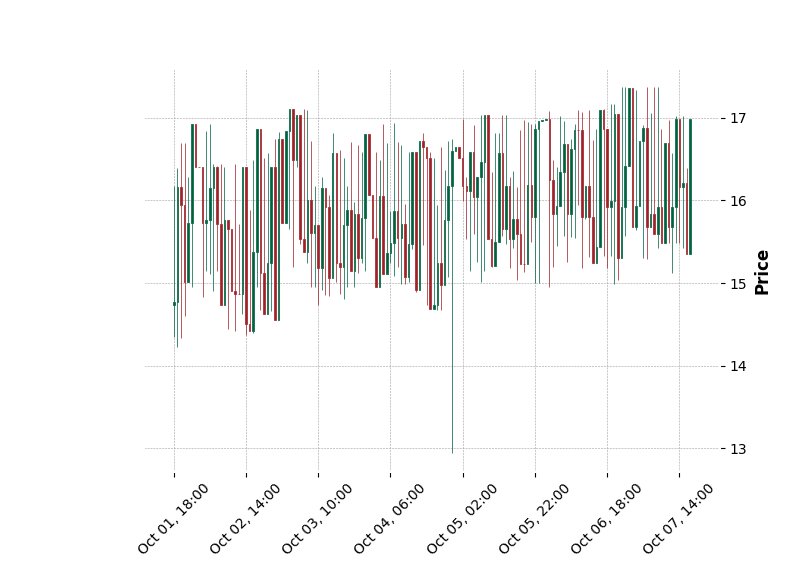 17
16
15
14
13
Price
Oct 01, 18:00
Oct 02, 14:00
Oct 03, 10:00
Oct 04, 06:00
Oct 05, 02:00
Oct 05, 22:00
Oct 06, 18:00
Oct 07, 14:00